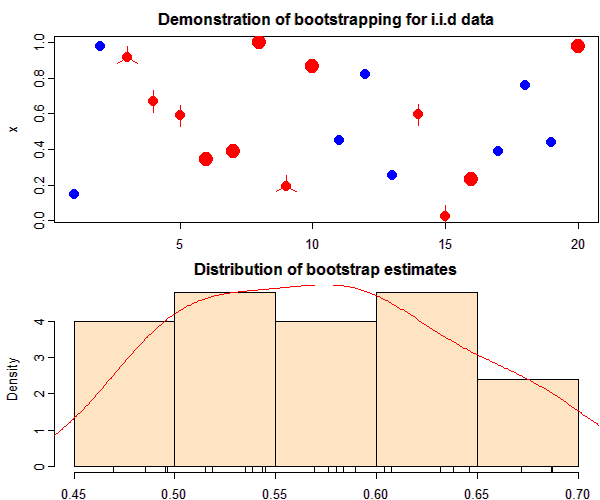 Demonstration of bootstrapping for i.i.d data
x
1.0
0.8
0.6
0.4
0.2
0.0
5 10 15 20
Distribution of bootstrap estimates
Density
4
3
2
1
0
0.45 0.50 0.55 0.60 0.65 0.70